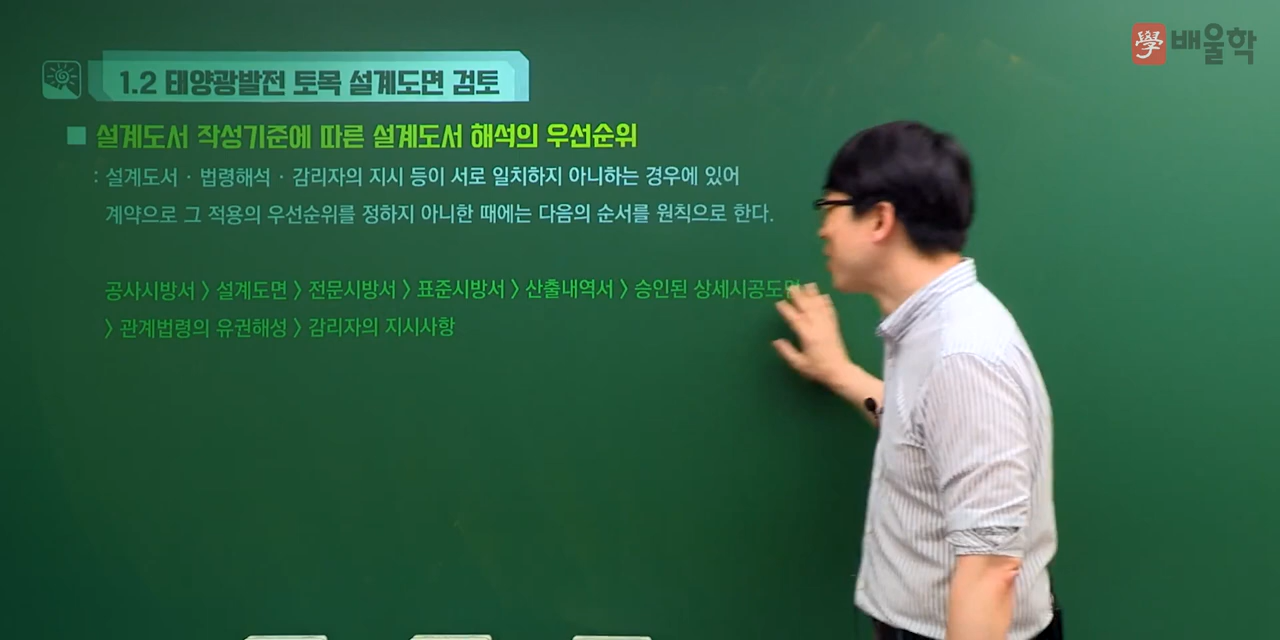 學 배울학
1.2 태양광발전 토목 설계도면 검토
설계도서 작성기준에 따른 설계도서 해석의 우선순위
: 설계도서 · 법령해석 · 감리자의 지시 등이 서로 일치하지 아니하는 경우에 있어
계약으로 그 적용의 우선순위를 정하지 아니한 때에는 다음의 순서를 원칙으로 한다.
공사시방서 > 설계도면 > 전문시방서 > 표준시방서 > 산출내역서 > 승인된 상세시공도면
> 관계법령의 유권해성 > 감리자의 지시사항